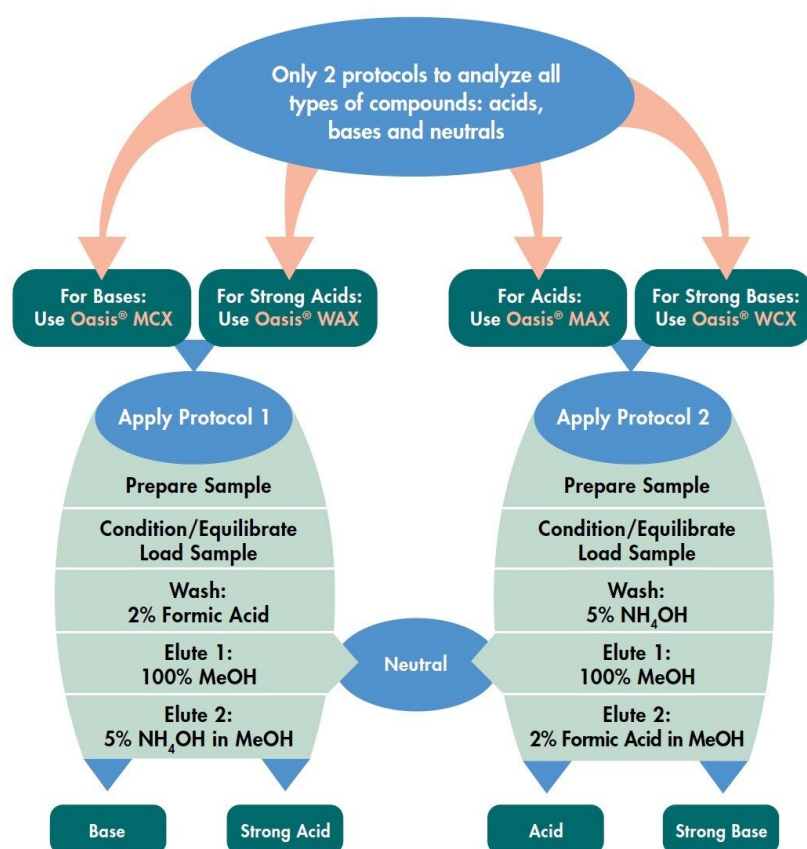 Only 2 protocols to analyze all
types of compounds: acids,
bases and neutrals
For Bases:
Use Oasis® MCX
For Strong Acids:
Use Oasis® WAX
For Acids:
Use Oasis® MAX
For Strong Bases:
Use Oasis® WCX
Apply Protocol 1
Prepare Sample
Condition/Equilibrate
Load Sample
Wash:
2% Formic Acid
Elute 1:
100% MeOH
Elute 2:
5% NH₄OH in MeOH
Base
Strong Acid
Neutral
Apply Protocol 2
Prepare Sample
Condition/Equilibrate
Load Sample
Wash:
5% NH₄OH
Elute 1:
100% MeOH
Elute 2:
2% Formic Acid in MeOH
Acid
Strong Base